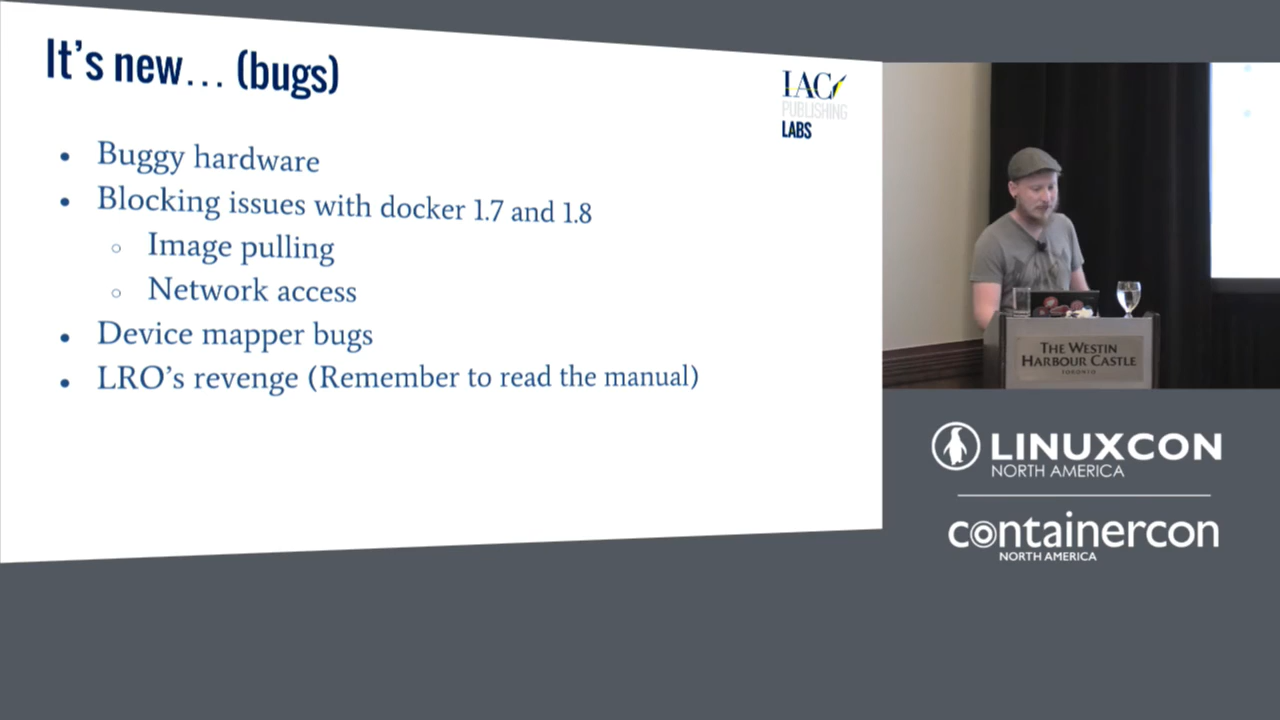 It's new... (bugs)
IAC
PUBLISHING
LABS
• Buggy hardware
• Blocking issues with docker 1.7 and 1.8
○ Image pulling
○ Network access
• Device mapper bugs
• LRO's revenge (Remember to read the manual)
THE WESTIN
HARBOUR CASTLE
TORONTO
LINUXCON
NORTH AMERICA
containercon
NORTH AMERICA